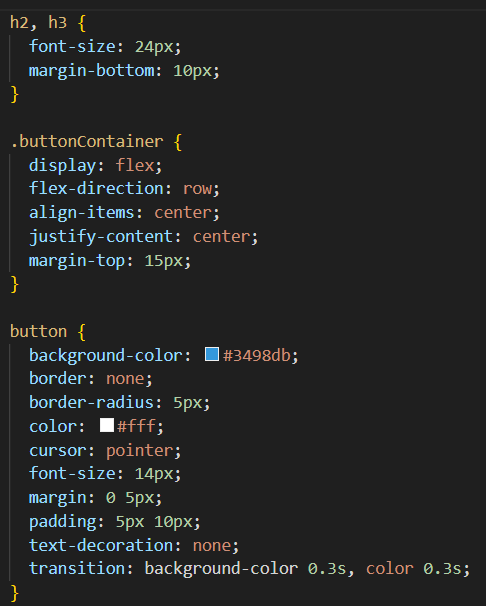 h2, h3 {
  font-size: 24px;
  margin-bottom: 10px;
}

.buttonContainer {
  display: flex;
  flex-direction: row;
  align-items: center;
  justify-content: center;
  margin-top: 15px;
}

button {
  background-color: #3498db;
  border: none;
  border-radius: 5px;
  color: #fff;
  cursor: pointer;
  font-size: 14px;
  margin: 0 5px;
  padding: 5px 10px;
  text-decoration: none;
  transition: background-color 0.3s, color 0.3s;
}